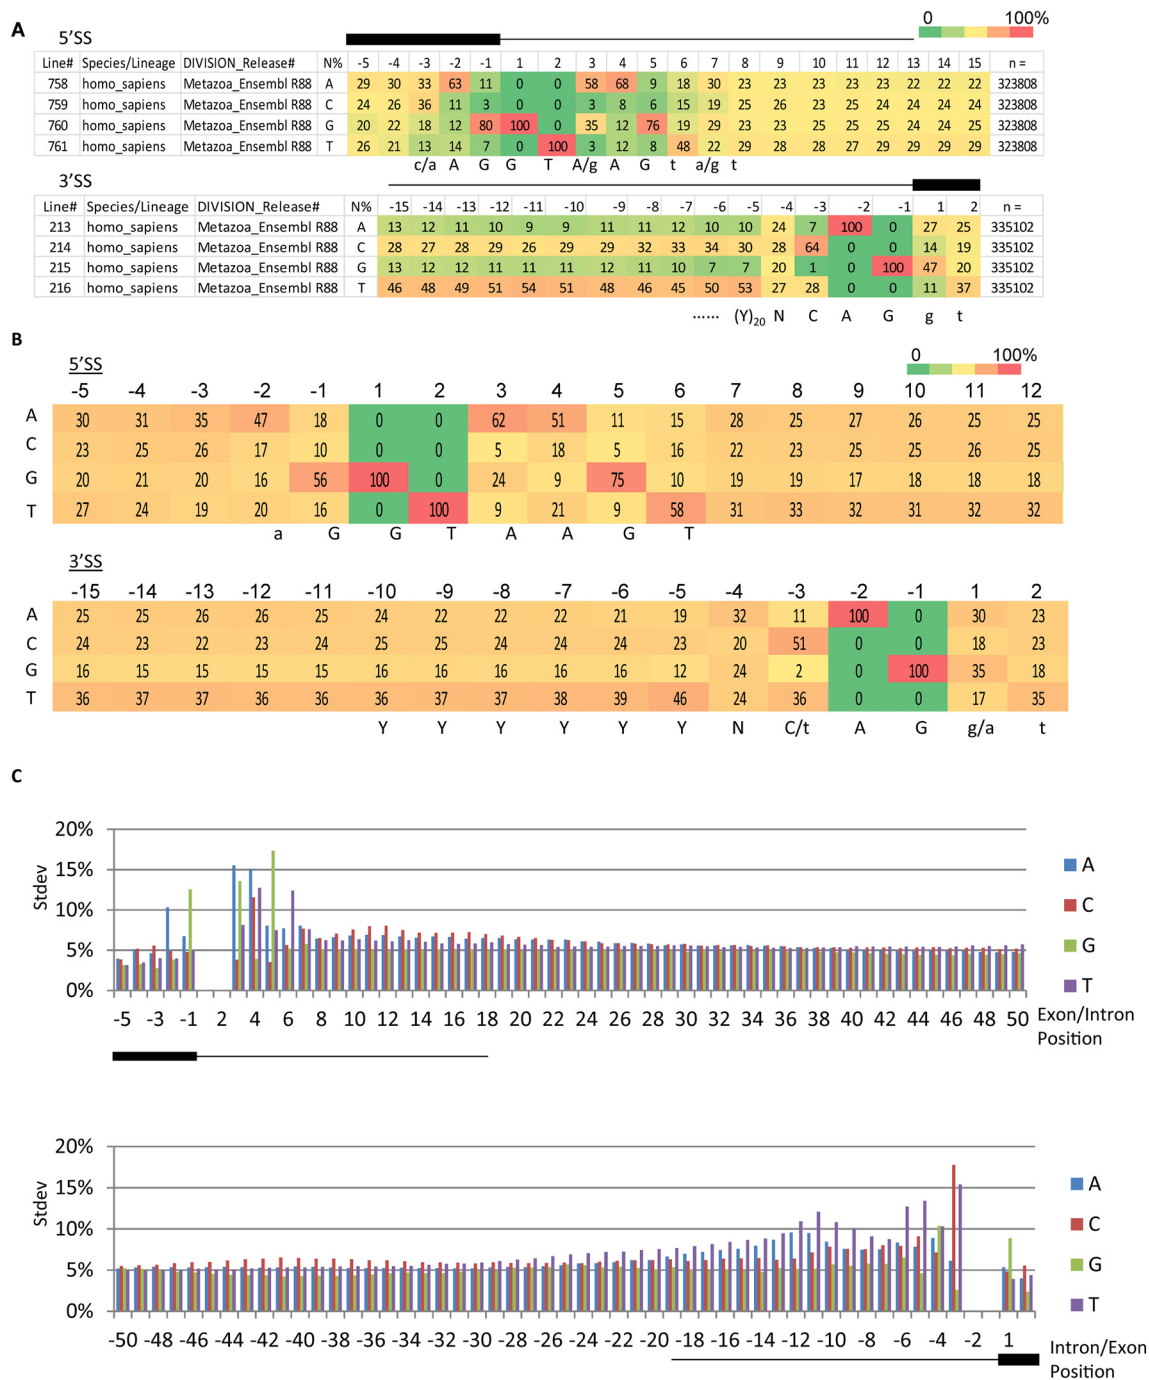 A
5'SS
0 100%
Line# Species/Lineage DIVISION_Release# N% -5 -4 -3 -2 -1 1 2 3 4 5 6 7 8 9 10 11 12 13 14 15 n =
758 homo_sapiens Metazoa_Ensembl R88 A 29 30 33 63 11 0 0 58 68 9 18 30 23 23 23 23 23 22 22 22 323808
759 homo_sapiens Metazoa_Ensembl R88 C 24 26 36 11 3 0 0 3 8 6 15 19 25 26 23 25 24 25 24 24 323808
760 homo_sapiens Metazoa_Ensembl R88 G 20 22 18 12 80 100 0 35 12 76 19 29 23 23 25 25 25 24 24 25 323808
761 homo_sapiens Metazoa_Ensembl R88 T 26 21 13 14 7 0 100 3 12 8 48 22 29 28 28 27 29 29 29 29 323808
c/a A G G T A/g A G t a/g t
3'SS
Line# Species/Lineage DIVISION_Release# N% -15 -14 -13 -12 -11 -10 -9 -8 -7 -6 -5 -4 -3 -2 -1 1 2 n =
213 homo_sapiens Metazoa_Ensembl R88 A 13 12 11 10 9 9 11 11 12 10 10 24 7 100 0 27 25 335102
214 homo_sapiens Metazoa_Ensembl R88 C 28 27 28 29 26 29 29 32 33 34 30 28 64 0 0 14 19 335102
215 homo_sapiens Metazoa_Ensembl R88 G 13 12 12 11 11 11 12 11 10 7 7 20 1 0 100 47 20 335102
216 homo_sapiens Metazoa_Ensembl R88 T 46 48 49 51 54 51 48 46 45 50 53 27 28 0 0 11 37 335102
...... (Y)20 N C A G g t
B
5'SS
0 100%
-5 -4 -3 -2 -1 1 2 3 4 5 6 7 8 9 10 11 12
A 30 31 35 47 18 0 0 62 51 11 15 28 25 27 26 25 25
C 23 25 26 17 10 0 0 5 18 5 16 22 23 25 25 26 25
G 20 21 20 16 56 100 0 24 9 75 10 19 19 17 18 18 18
T 27 24 19 20 16 0 100 9 21 9 58 31 33 32 31 32 32
a G G T A A G T
3'SS
-15 -14 -13 -12 -11 -10 -9 -8 -7 -6 -5 -4 -3 -2 -1 1 2
A 25 25 26 26 25 24 22 22 22 21 19 32 11 100 0 30 23
C 24 23 22 23 24 25 25 24 24 24 23 20 51 0 0 18 23
G 16 15 15 15 15 16 16 16 16 16 12 24 2 0 100 35 18
T 36 37 37 36 36 36 37 37 38 39 46 24 36 0 0 17 35
Y Y Y Y Y Y N C/t A G g/a t
C
20%
15%
10%
5%
0%
Stdev
A
C
G
T
-5 -3 -1 2 4 6 8 10 12 14 16 18 20 22 24 26 28 30 32 34 36 38 40 42 44 46 48 50
Exon/Intron
Position
20%
15%
10%
5%
0%
Stdev
A
C
G
T
-50 -48 -46 -44 -42 -40 -38 -36 -34 -32 -30 -28 -26 -24 -22 -20 -18 -16 -14 -12 -10 -8 -6 -4 -2 1
Intron/Exon
Position